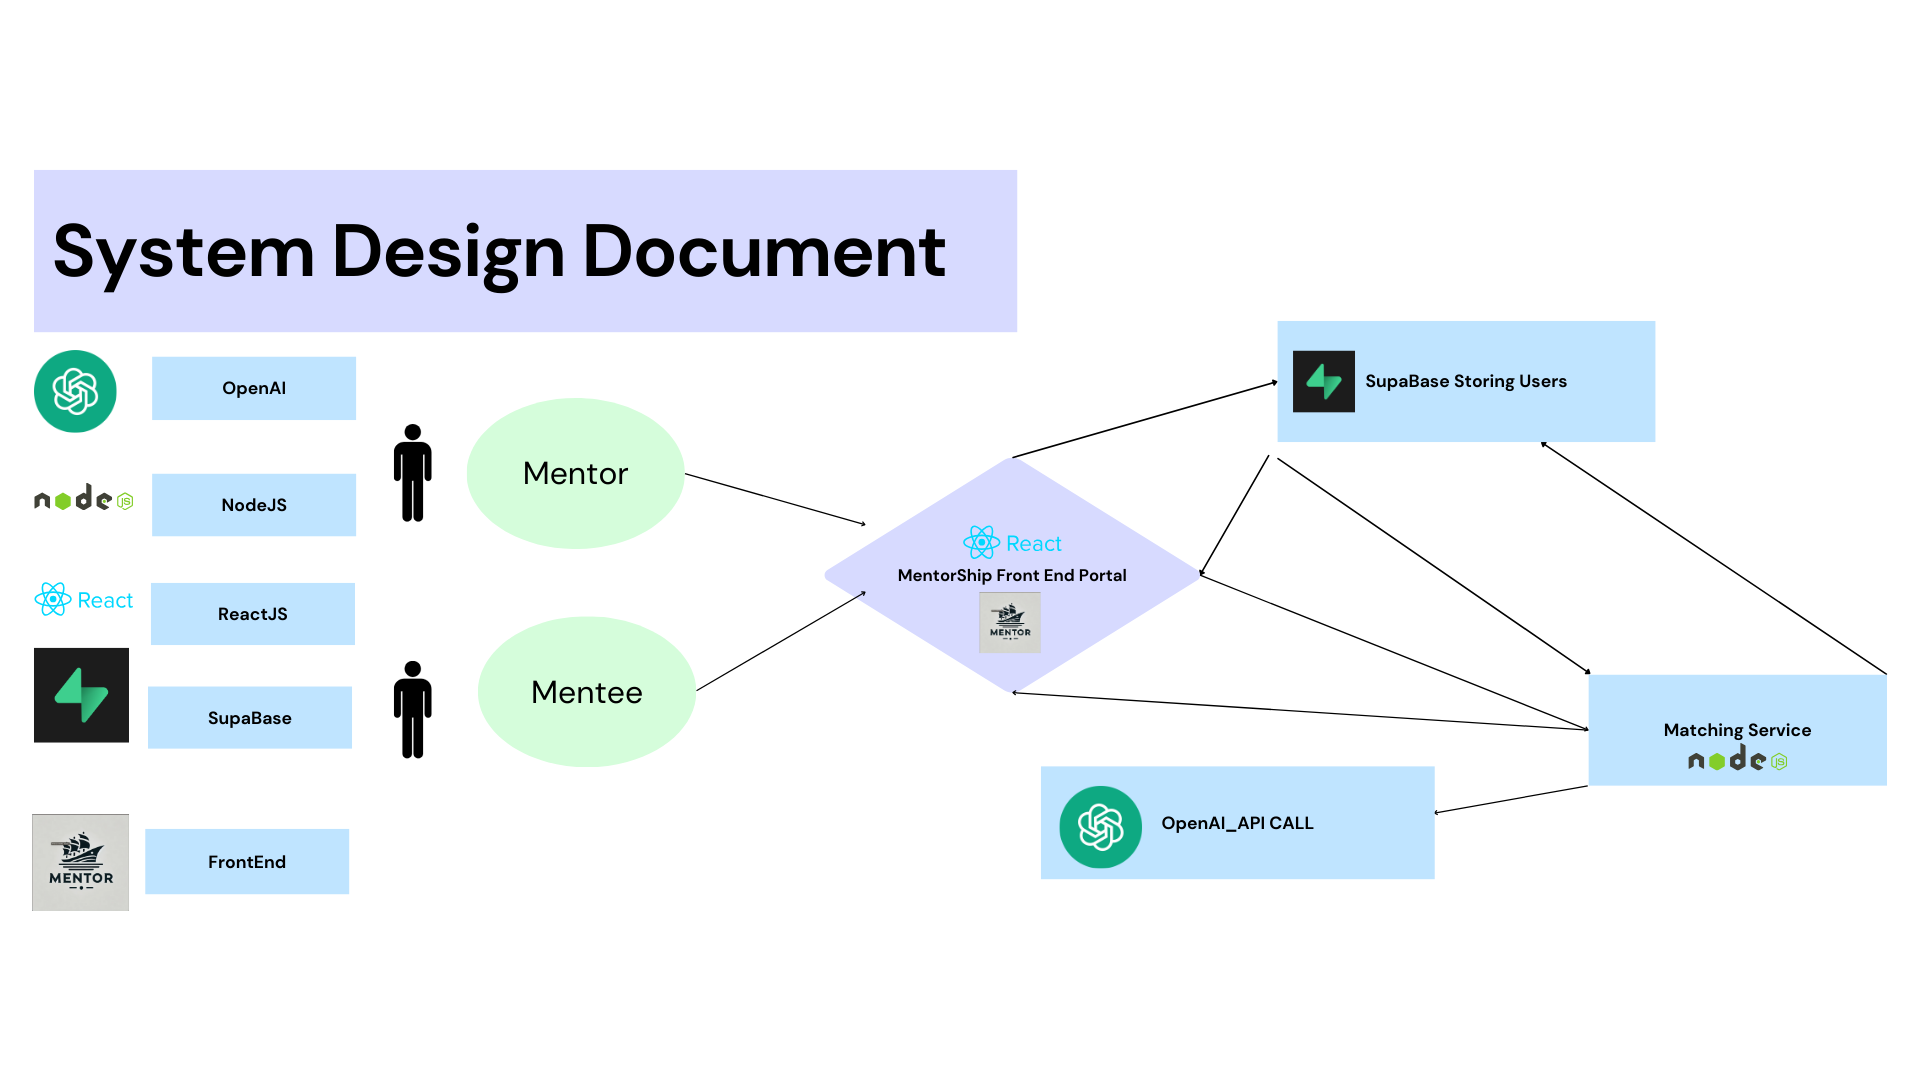 System Design Document
OpenAI
node JS
NodeJS
React
ReactJS
SupaBase
MENTOR
FrontEnd
Mentor
Mentee
React
MentorShip Front End Portal
MENTOR
SupaBase Storing Users
Matching Service
node JS
OpenAI_API CALL